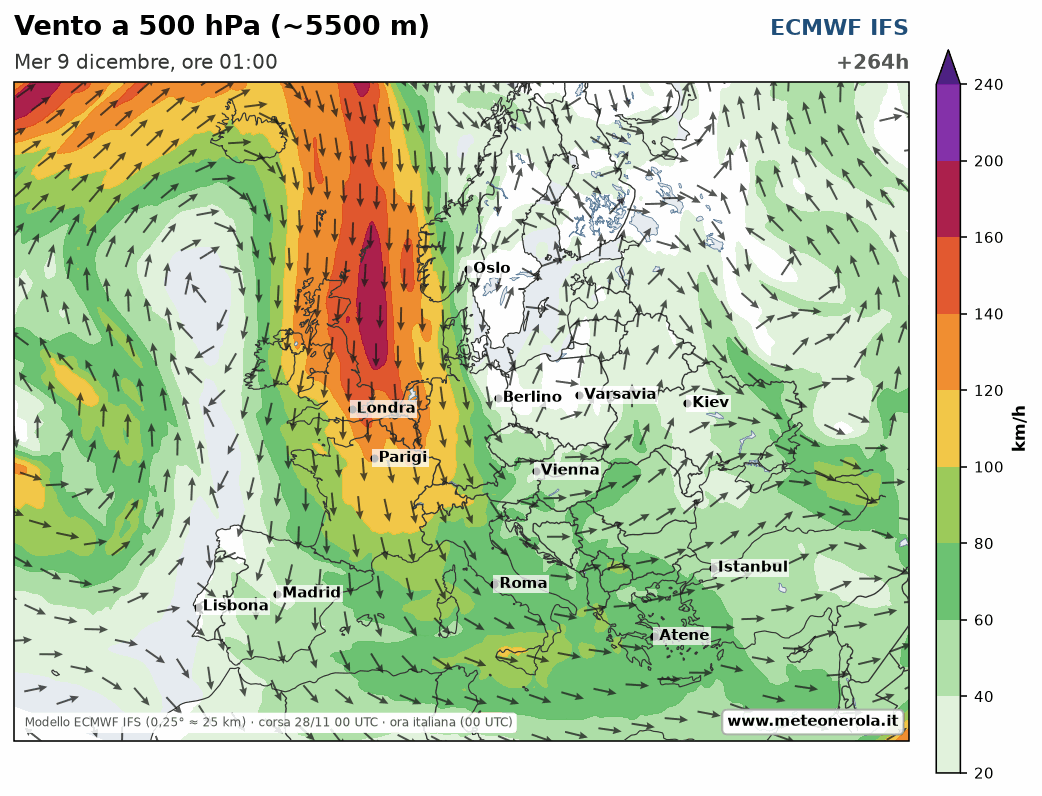 Vento a 500 hPa (~5500 m)
ECMWF IFS
Mer 9 dicembre, ore 01:00
+264h
240
200
160
140
120
100
80
60
40
20
km/h
Oslo
Berlino
Varsavia
Kiev
Londra
Parigi
Vienna
Istanbul
Roma
Madrid
Lisbona
Atene
Modello ECMWF IFS (0,25° ≈ 25 km) · corsa 28/11 00 UTC · ora italiana (00 UTC)
www.meteonerola.it